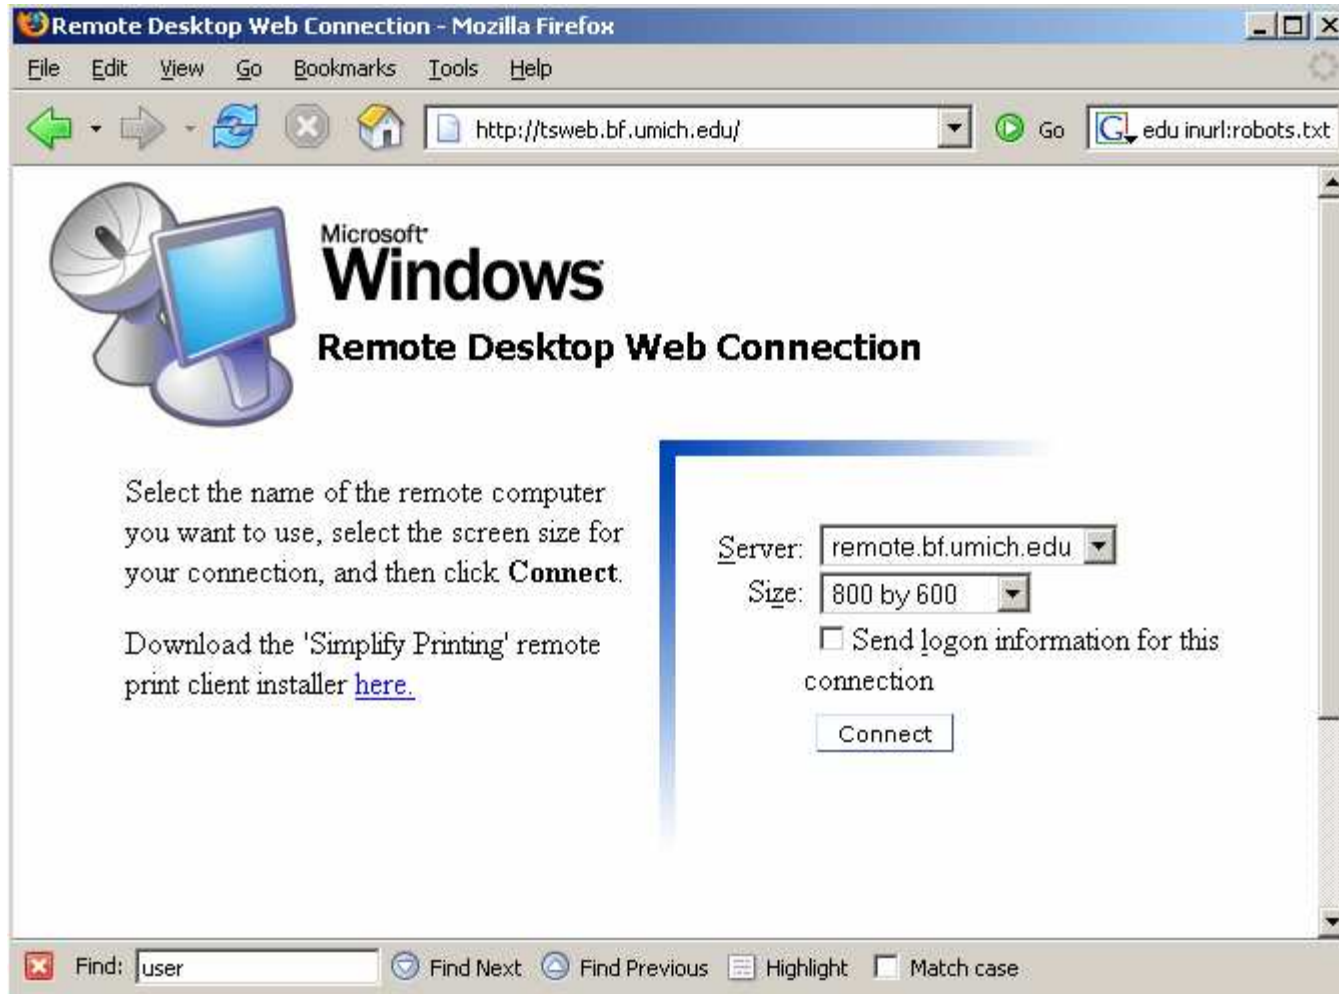 Remote Desktop Web Connection - Mozilla Firefox
File Edit View Go Bookmarks Tools Help
http://tsweb.bf.umich.edu/ Go G edu inurl:robots.txt
Microsoft
Windows
Remote Desktop Web Connection
Select the name of the remote computer
you want to use, select the screen size for
your connection, and then click Connect.
Download the 'Simplify Printing' remote
print client installer here.
Server: remote.bf.umich.edu
Size: 800 by 600
Send logon information for this
connection
Connect
Find: user Find Next Find Previous Highlight Match case